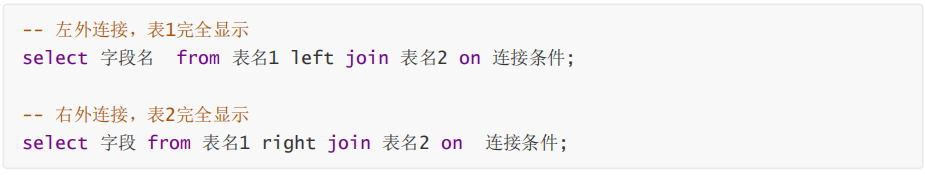 -- 左外连接，表1完全显示
select 字段名  from 表名1 left join 表名2 on 连接条件;
-- 右外连接，表2完全显示
select 字段 from 表名1 right join 表名2 on  连接条件;